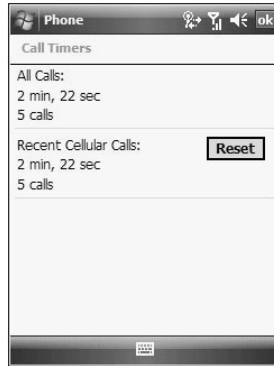 Phone
ok
Call Timers
All Calls:
2 min, 22 sec
5 calls
Recent Cellular Calls:
Reset
2 min, 22 sec
5 calls